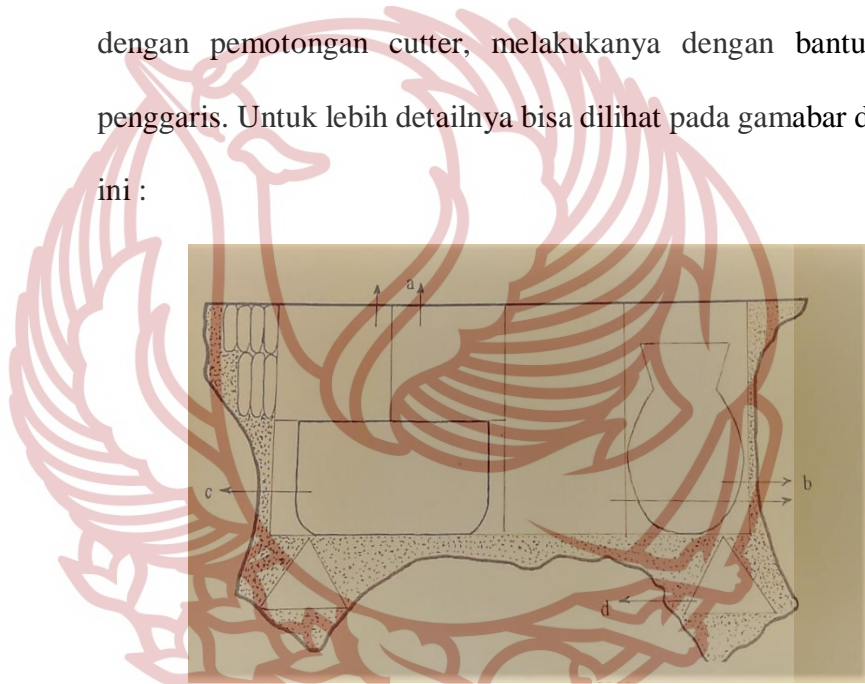 dengan pemotongan cutter, melakukanya dengan bantu
penggaris. Untuk lebih detailnya bisa dilihat pada gamabar d
ini :
a
c
b
d